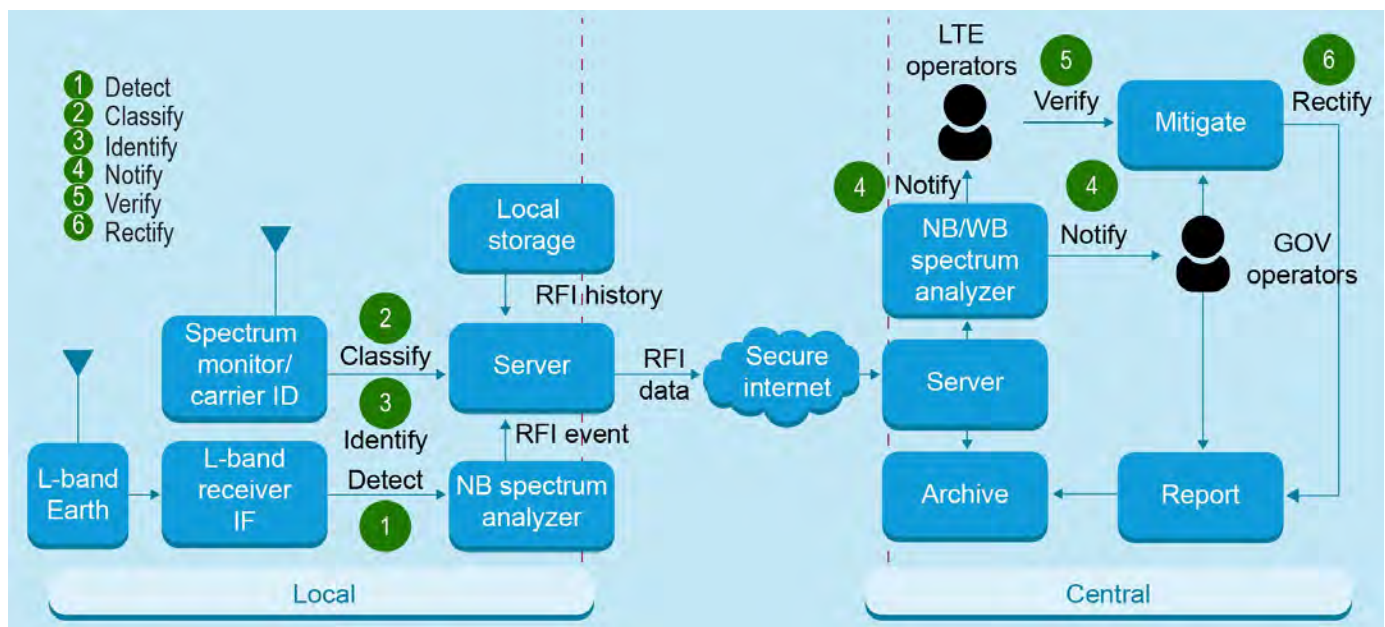 1 Detect
2 Classify
3 Identify
4 Notify
5 Verify
6 Rectify
L-band
Earth
Spectrum
monitor/
carrier ID
L-band
receiver
IF
2
Classify
3
Identify
Detect
1
Local
storage
RFI history
Server
RFI event
NB spectrum
analyzer
RFI
data
Secure
internet
LTE
operators
5
Verify
Mitigate
6
Rectify
4 Notify
NB/WB
spectrum
analyzer
4
Notify
GOV
operators
Server
Archive
Report
Local
Central